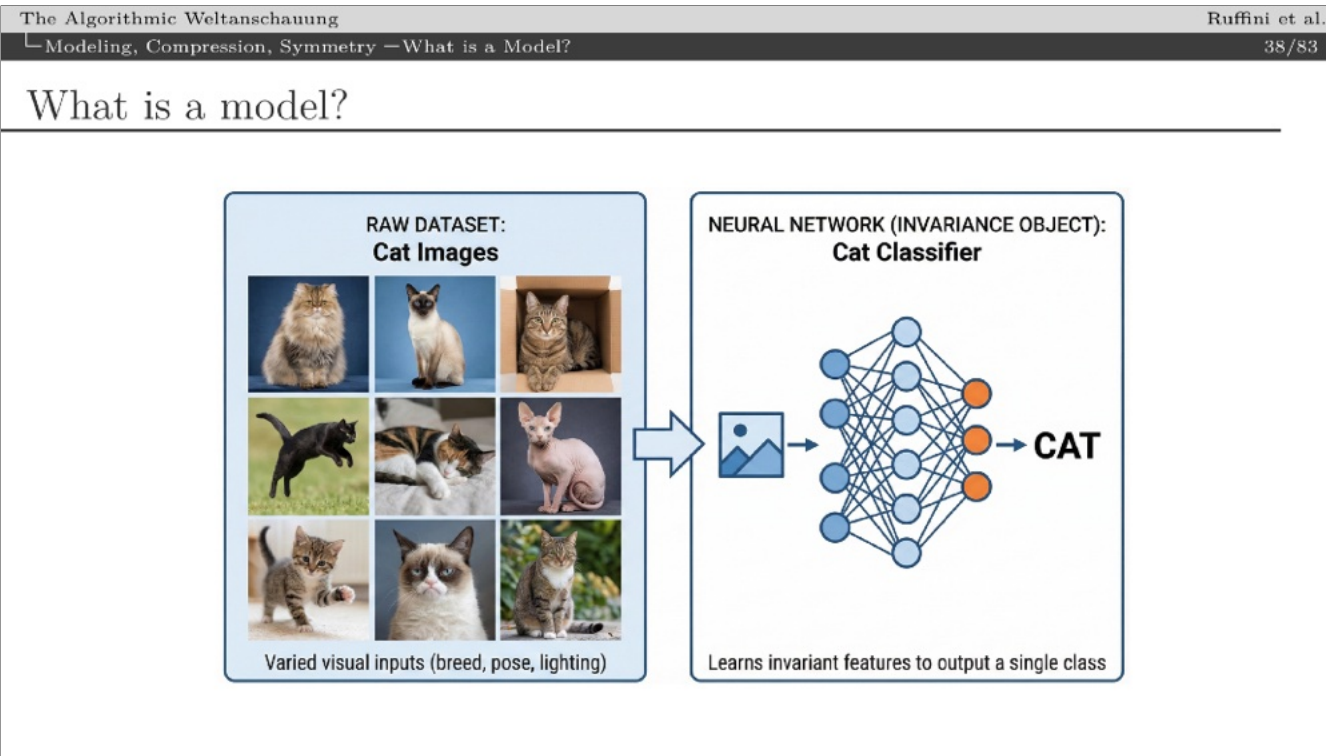 The Algorithmic Weltanschauung
Ruffini et al.
Modeling, Compression, Symmetry —What is a Model?
38/83
What is a model?
RAW DATASET:
Cat Images
Varied visual inputs (breed, pose, lighting)
NEURAL NETWORK (INVARIANCE OBJECT):
Cat Classifier
CAT
Learns invariant features to output a single class